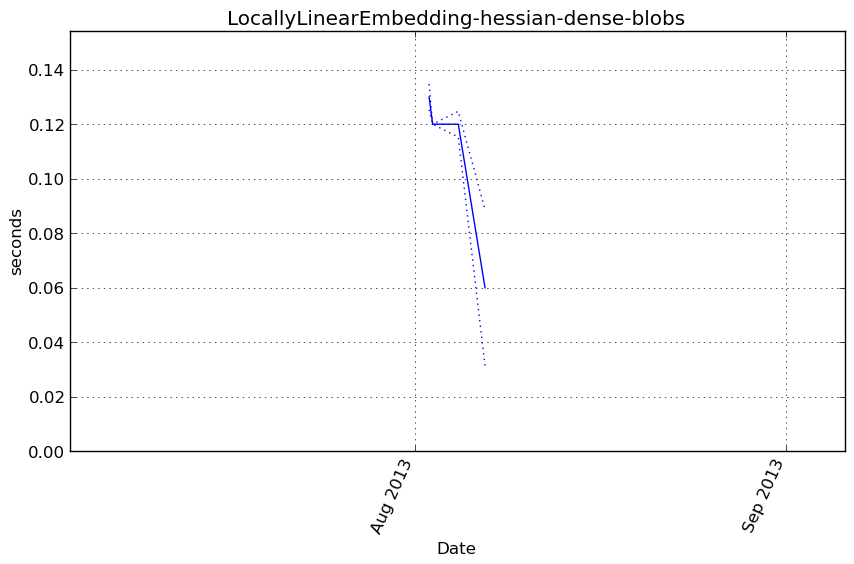 LocallyLinearEmbedding-hessian-dense-blobs
0.14
0.12
0.10
0.08
0.06
0.04
0.02
0.00
seconds
Aug 2013
Sep 2013
Date